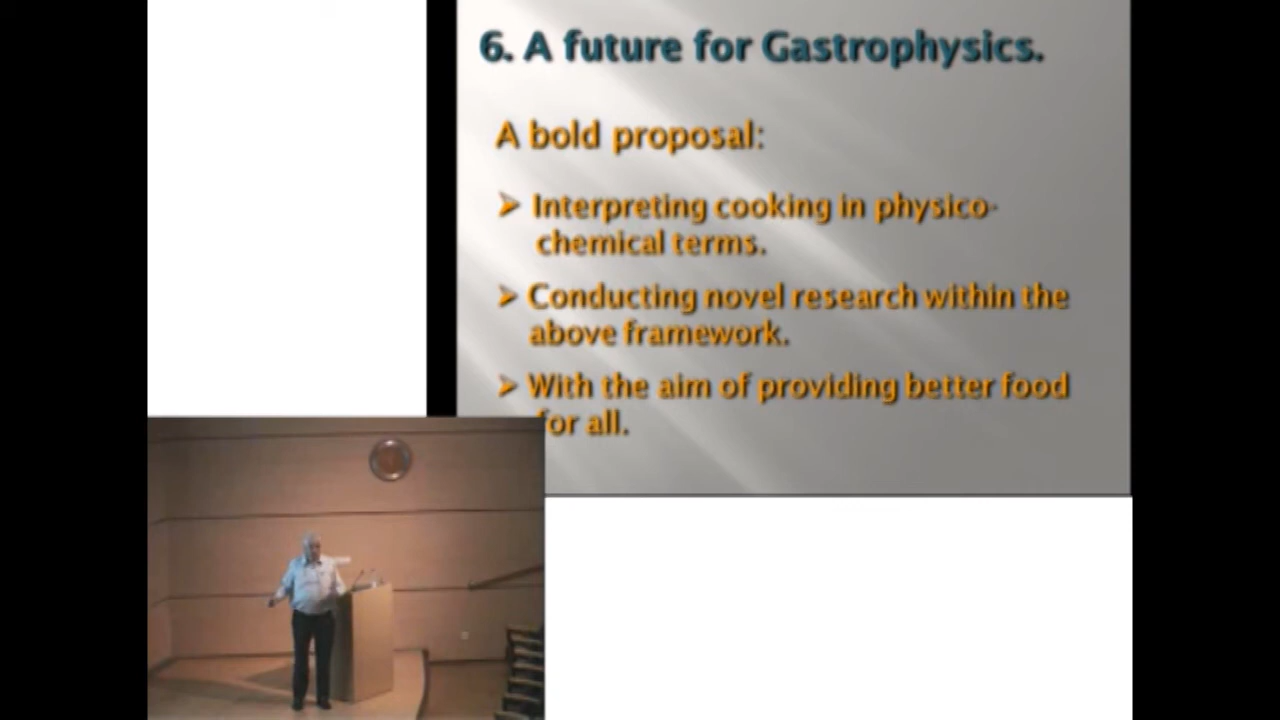 6. A future for Gastrophysics.
A bold proposal:
➤ Interpreting cooking in physico-
chemical terms.
➤ Conducting novel research within the
above framework.
➤ With the aim of providing better food
for all.